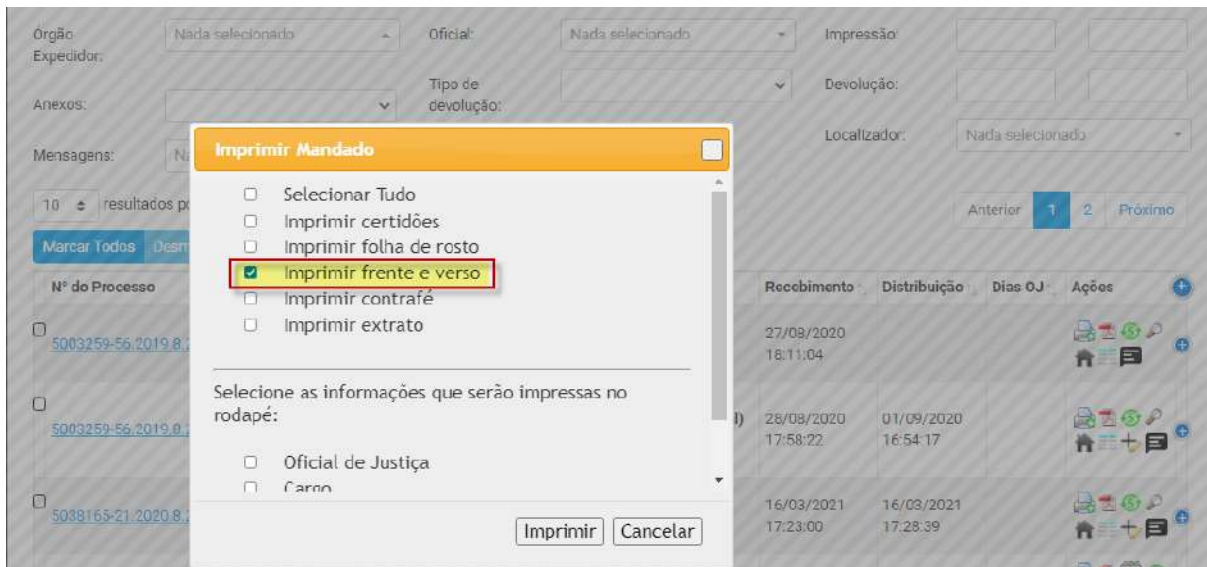 Órgão Expedidor: Nada selecionado Oficial: Nada selecionado Impressão:
Anexos: Tipo de devolução: Devolução:
Mensagens: Localizador: Nada selecionado
10 resultados Anterior 1 2 Próximo
Marcar Todos
Imprimir Mandado
Selecionar Tudo
Imprimir certidões
Imprimir folha de rosto
Imprimir frente e verso
Imprimir contrafé
Imprimir extrato
Selecione as informações que serão impressas no
rodapé:
Oficial de Justiça
Cargo
Imprimir Cancelar
Nº do Processo Recebimento Distribuição Dias OJ Ações
5003259-56.2019.8. 27/08/2020
18:11:04
5003259-56.2019.8. 28/08/2020 01/09/2020
17:58:22 16:54:17
5038165-21.2020.8. 16/03/2021 16/03/2021
17:23:00 17:28:39